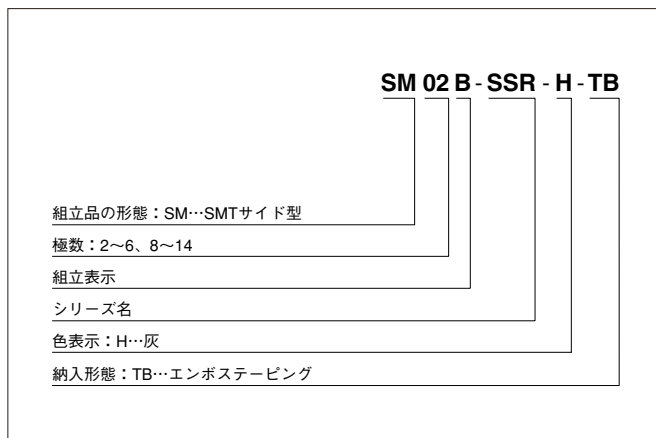 SM 02 B - SSR - H - TB
組立品の形態：SM…SMTサイド型
極数：2～6、8～14
組立表示
シリーズ名
色表示：H…灰
納入形態：TB…エンボステーピング